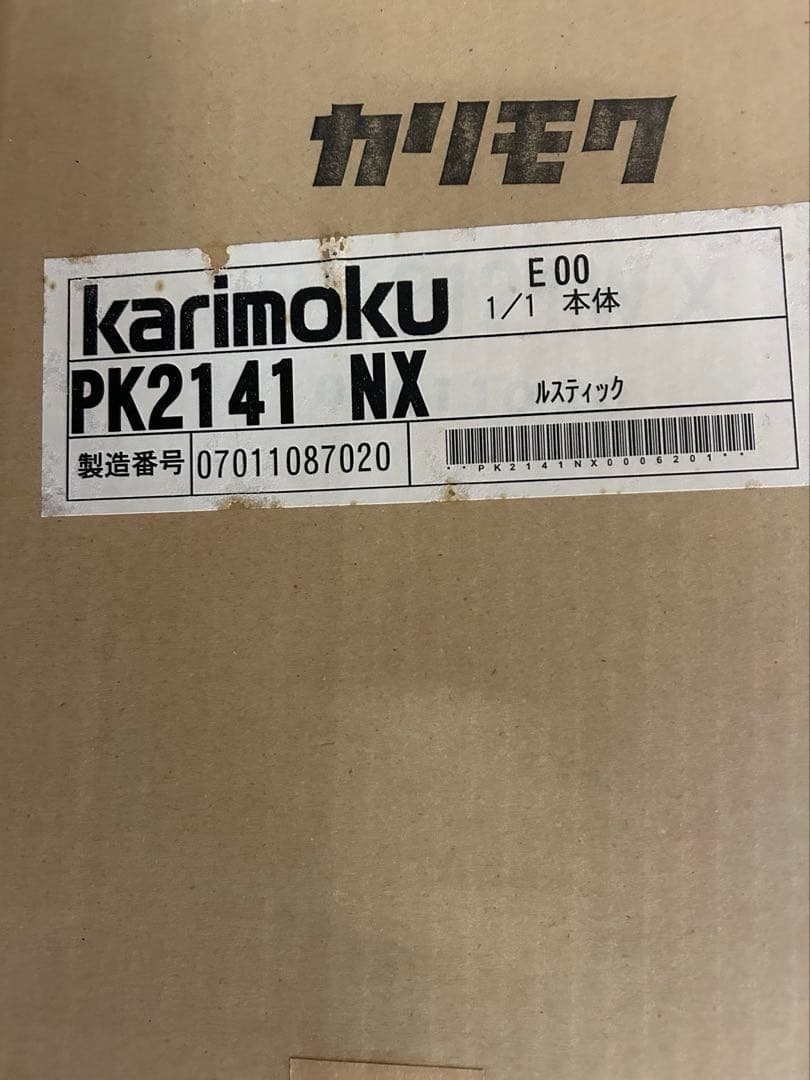 カリモク
karimoku
E00
1/1 本体
PK2141 NX
ルスティック
製造番号 07011087020
**PK2141NX0006201**